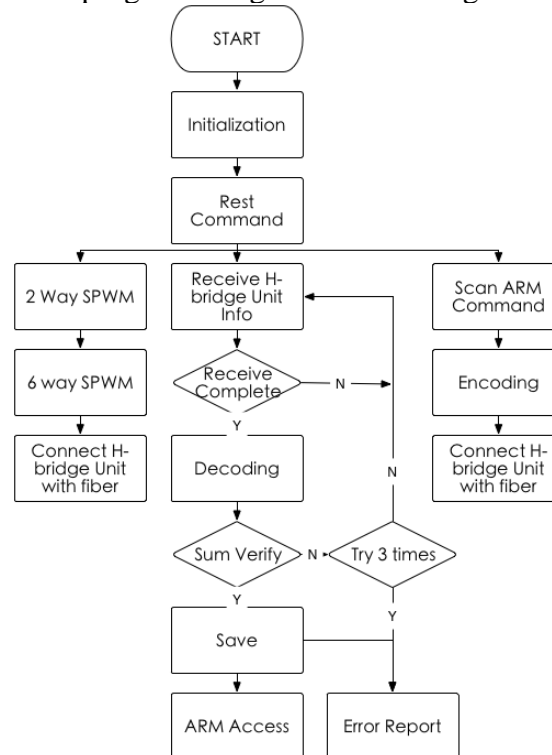 START
Initialization
Rest
Command
2 Way SPWM
Receive H-
bridge Unit
Info
Scan ARM
Command
6 way SPWM
Receive
Complete
N
Encoding
Y
Connect H-
bridge Unit
with fiber
Decoding
N
Connect H-
bridge Unit
with fiber
Sum Verify
N
Try 3 times
Y
Y
Save
ARM Access
Error Report